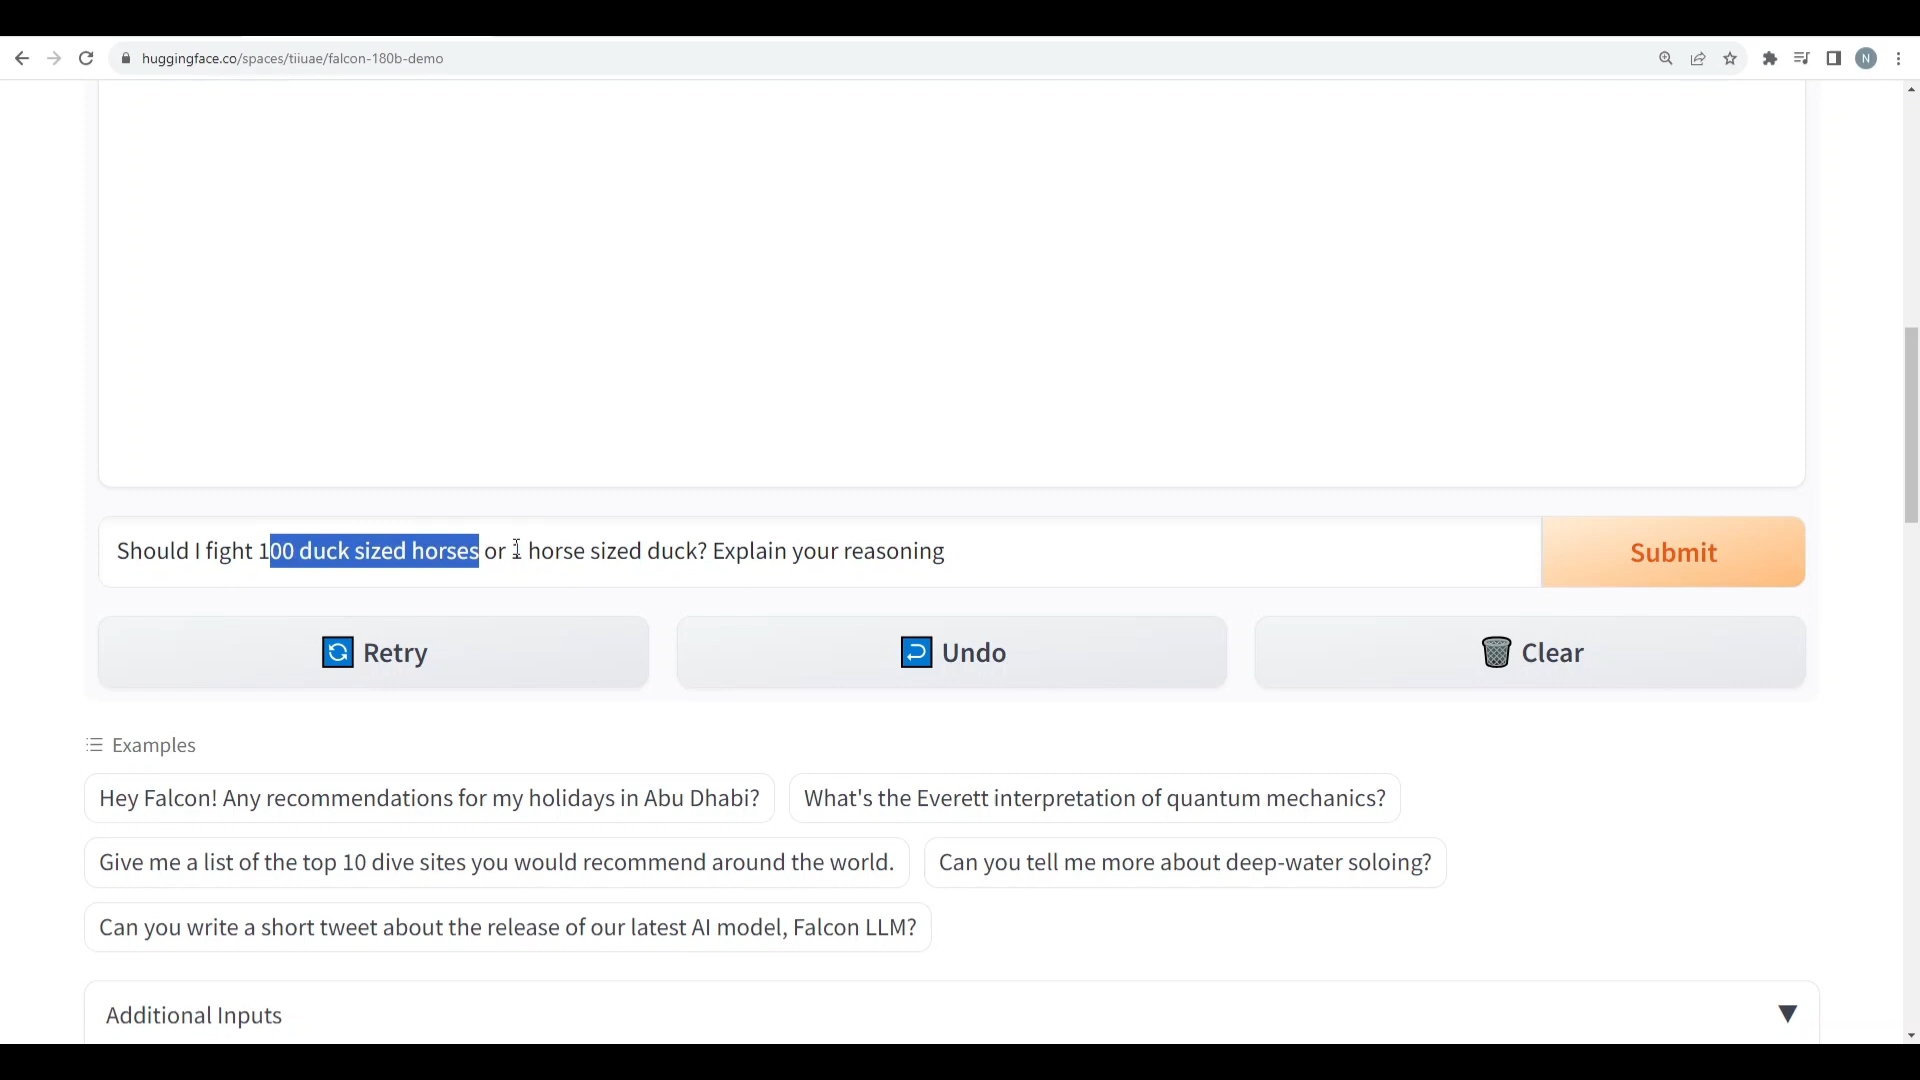 huggingface.co/spaces/tiiuae/falcon-180b-demo
N
Should I fight 100 duck sized horses or 1 horse sized duck? Explain your reasoning
Submit
Retry
Undo
Clear
Examples
Hey Falcon! Any recommendations for my holidays in Abu Dhabi?
What's the Everett interpretation of quantum mechanics?
Give me a list of the top 10 dive sites you would recommend around the world.
Can you tell me more about deep-water soloing?
Can you write a short tweet about the release of our latest AI model, Falcon LLM?
Additional Inputs